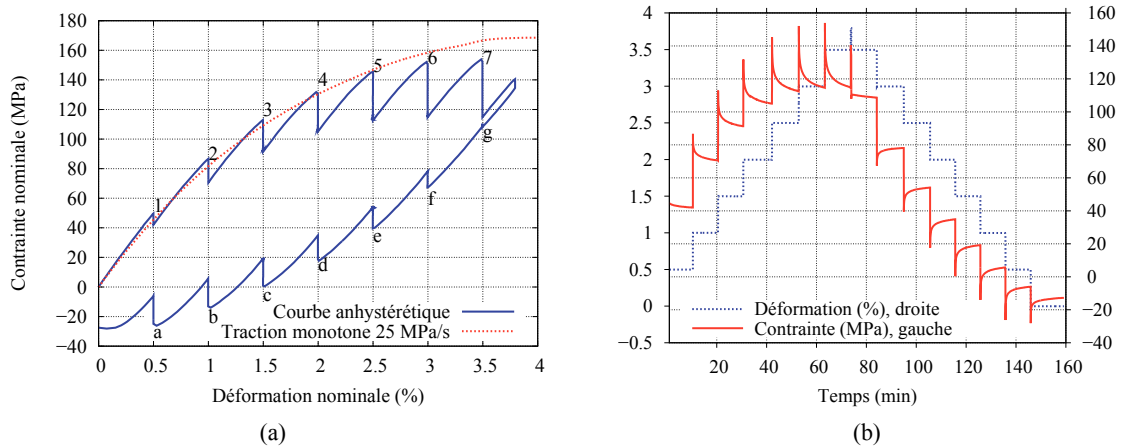 Contrainte nominale (MPa)
180
160
140
120
100
80
60
40
20
0
−20
−40
1
2
3
4
5
6
7
g
f
e
d
c
b
a
Courbe anhystérétique
Traction monotone 25 MPa/s
0 0.5 1 1.5 2 2.5 3 3.5 4
Déformation nominale (%)
(a)
4
3.5
3
2.5
2
1.5
1
0.5
0
−0.5
160
140
120
100
80
60
40
20
0
−20
−40
Déformation (%), droite
Contrainte (MPa), gauche
20 40 60 80 100 120 140 160
Temps (min)
(b)